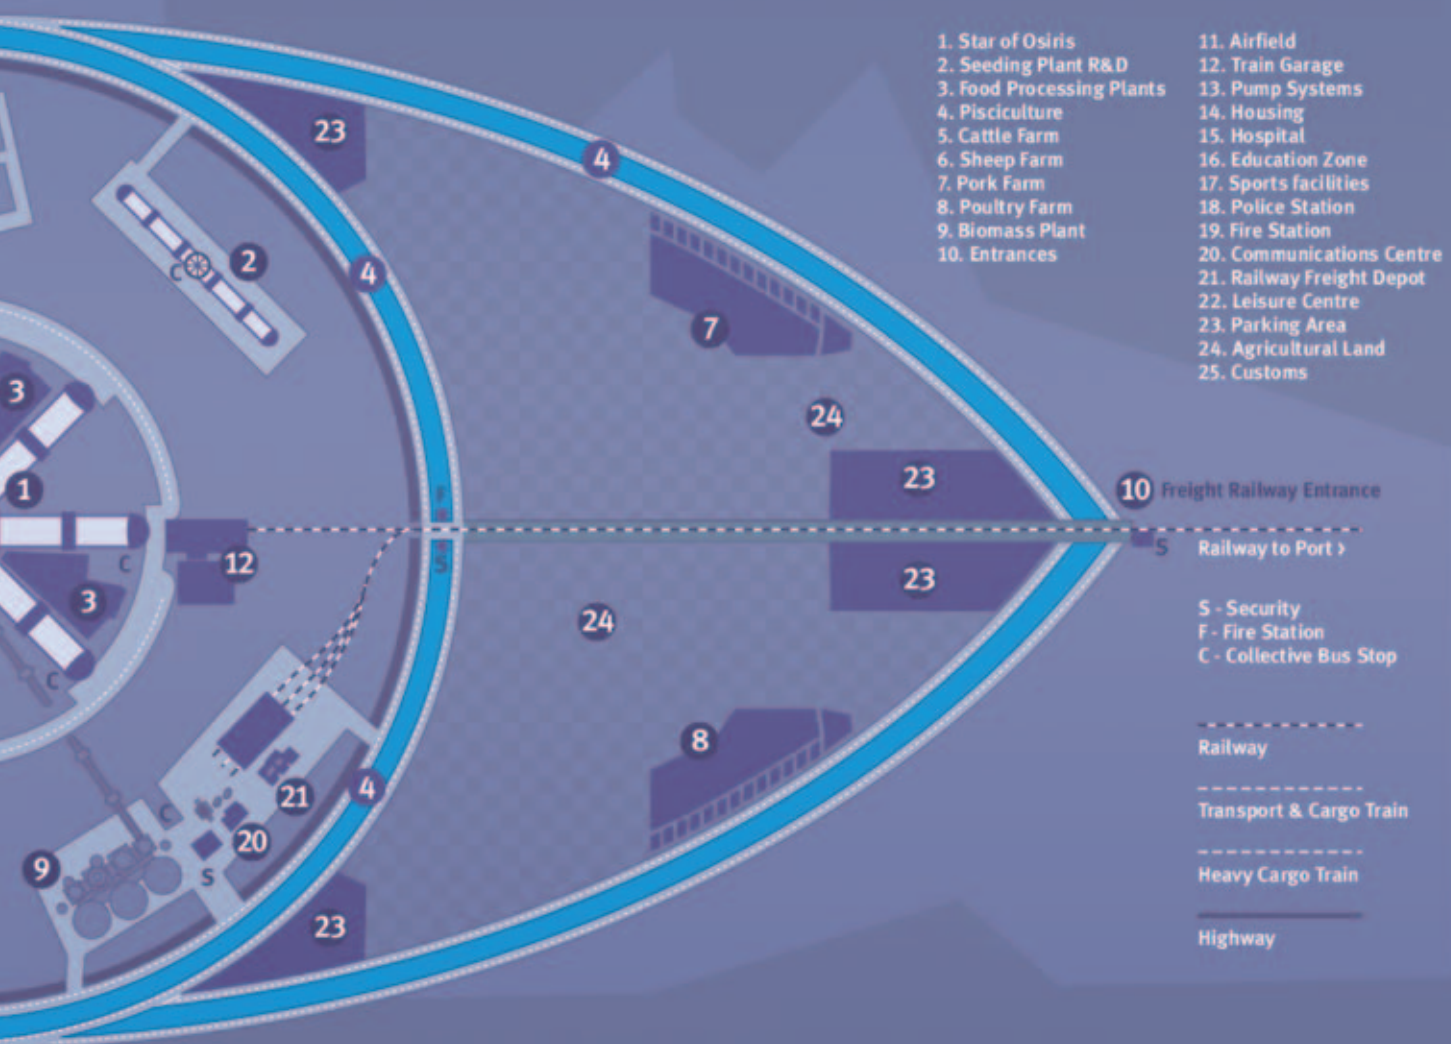 1. Star of Osiris
2. Seeding Plant R&D
3. Food Processing Plants
4. Pisciculture
5. Cattle Farm
6. Sheep Farm
7. Pork Farm
8. Poultry Farm
9. Biomass Plant
10. Entrances
11. Airfield
12. Train Garage
13. Pump Systems
14. Housing
15. Hospital
16. Education Zone
17. Sports facilities
18. Police Station
19. Fire Station
20. Communications Centre
21. Railway Freight Depot
22. Leisure Centre
23. Parking Area
24. Agricultural Land
25. Customs
23
4
2
C
4
7
3
24
23
1
10 Freight Railway Entrance
F
S
Railway to Port >
S
C
12
23
3
24
S - Security
F - Fire Station
C - Collective Bus Stop
C
8
Railway
4
21
C
Transport & Cargo Train
20
9
S
Heavy Cargo Train
23
Highway